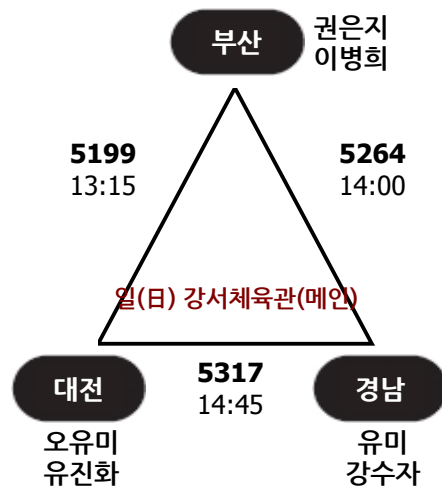 부산
권은지
이병희
5199
13:15
5264
14:00
일(日) 강서체육관(메인)
대전
5317
14:45
경남
오유미
유진화
유미
강수자